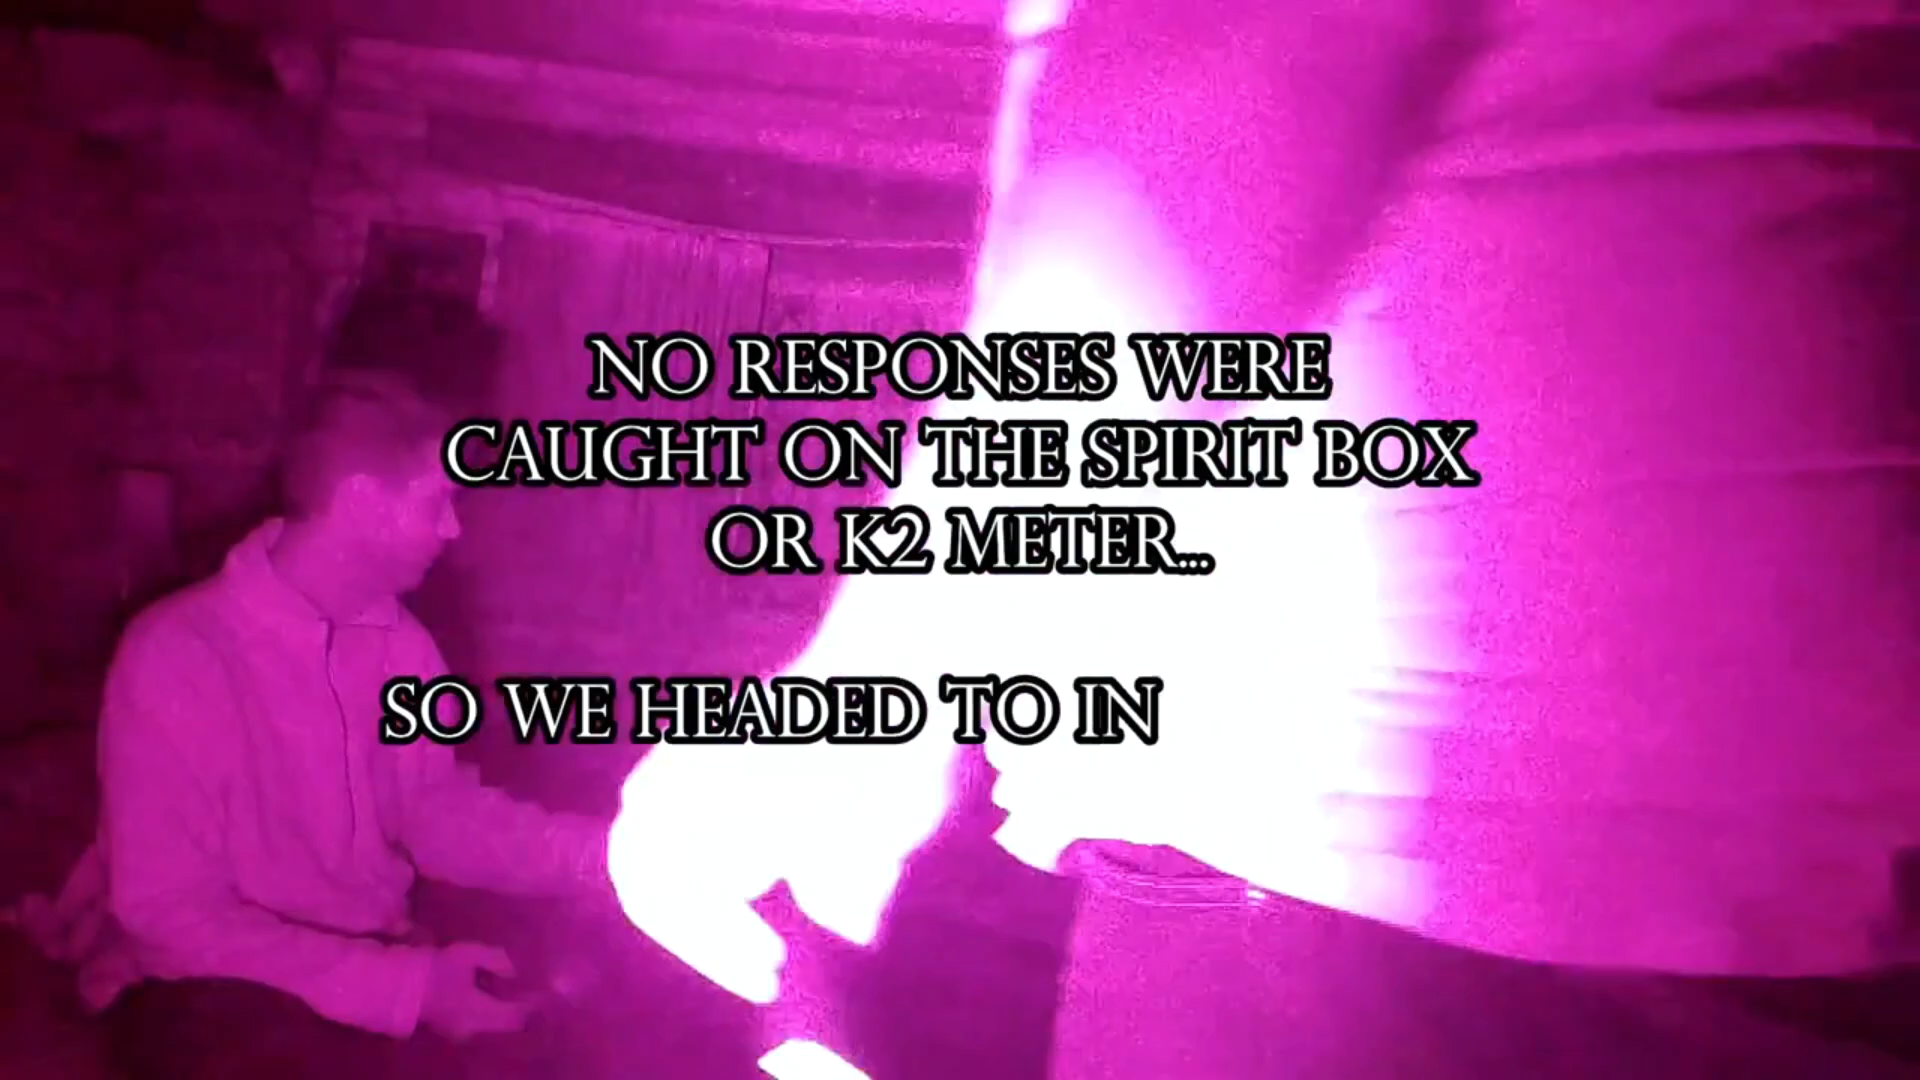 NO RESPONSES WERE
CAUGHT ON THE SPIRIT BOX
OR K2 METER...
SO WE HEADED TO IN